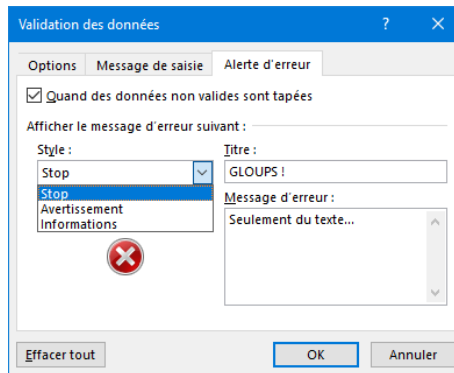 Validation des données ?
Options Message de saisie Alerte d'erreur
Quand des données non valides sont tapées
Afficher le message d'erreur suivant :
Style : Titre :
Stop GLOUPS !
Stop Message d'erreur :
Avertissement Seulement du texte...
Informations
Effacer tout OK Annuler